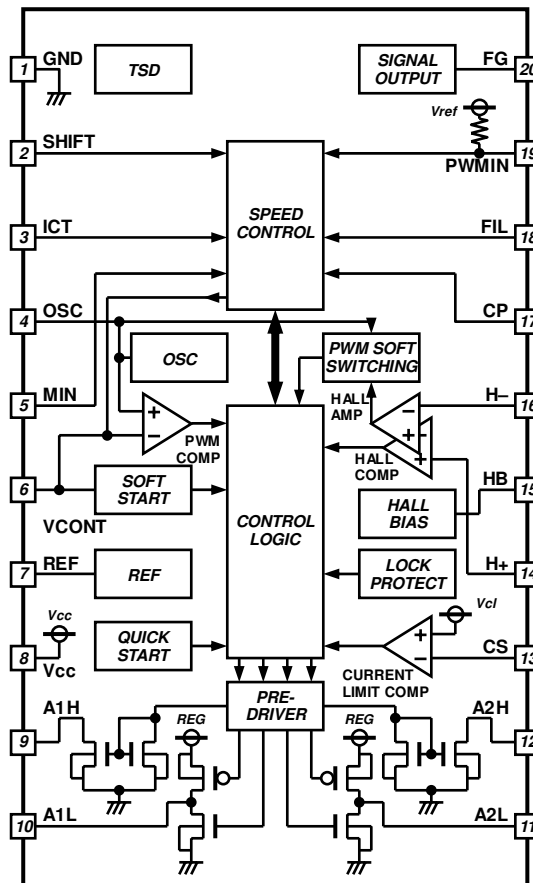 1 GND
TSD
SIGNAL
OUTPUT
FG 20
Vref
2 SHIFT
19
PWMIN
SPEED
CONTROL
3 ICT
FIL 18
4 OSC
CP 17
OSC
PWM SOFT
SWITCHING
5 MIN
HALL
AMP
H− 16
+
−
PWM
COMP
−
+
+
HALL
COMP
6
VCONT
SOFT
START
CONTROL
LOGIC
HALL
BIAS
HB
15
7 REF
REF
LOCK
PROTECT
H+
14
Vcc
8
Vcc
QUICK
START
Vcl
+
−
CS
13
CURRENT
LIMIT COMP
A1H
9
PRE-
DRIVER
REG
REG
A2H
12
A1L
10
A2L
11